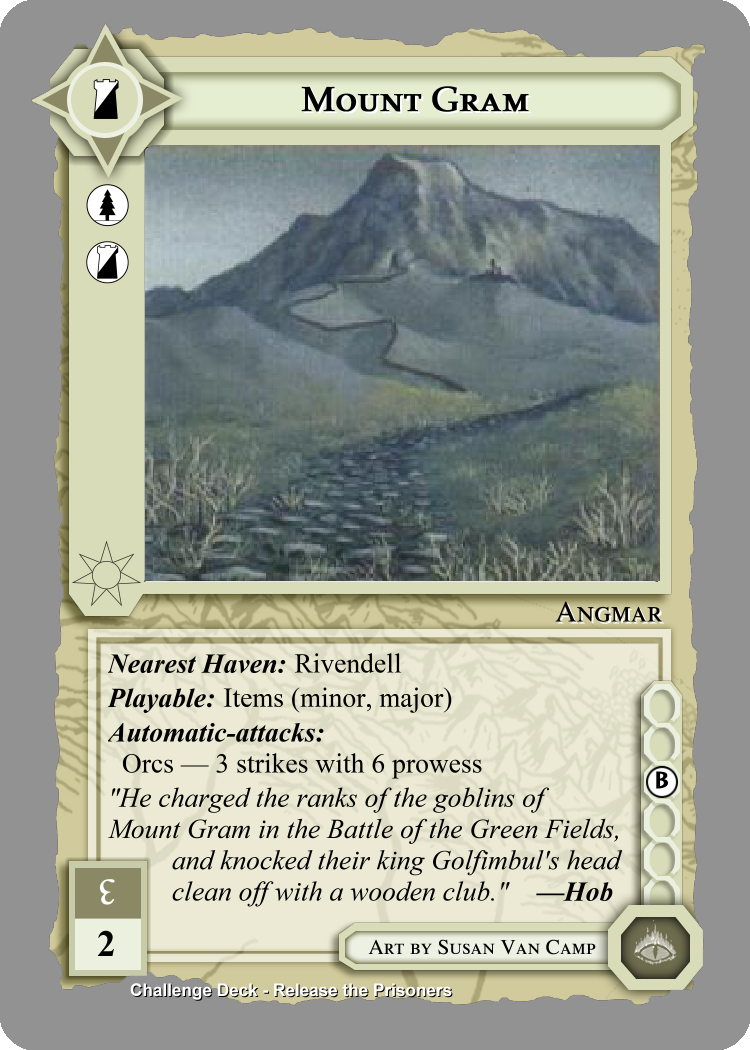 Mount Gram
Angmar
Nearest Haven: Rivendell
Playable: Items (minor, major)
Automatic-attacks:
Orcs — 3 strikes with 6 prowess
"He charged the ranks of the goblins of
Mount Gram in the Battle of the Green Fields,
and knocked their king Golfimbul's head
clean off with a wooden club." —Hob
B
ε
2
Art by Susan Van Camp
Challenge Deck - Release the Prisoners